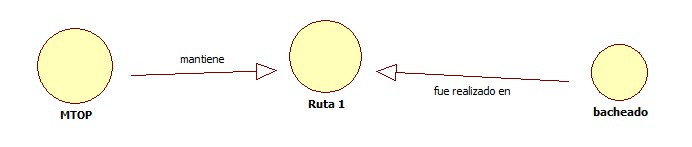 mantiene
MTOP
Ruta 1
fue realizado en
bacheado